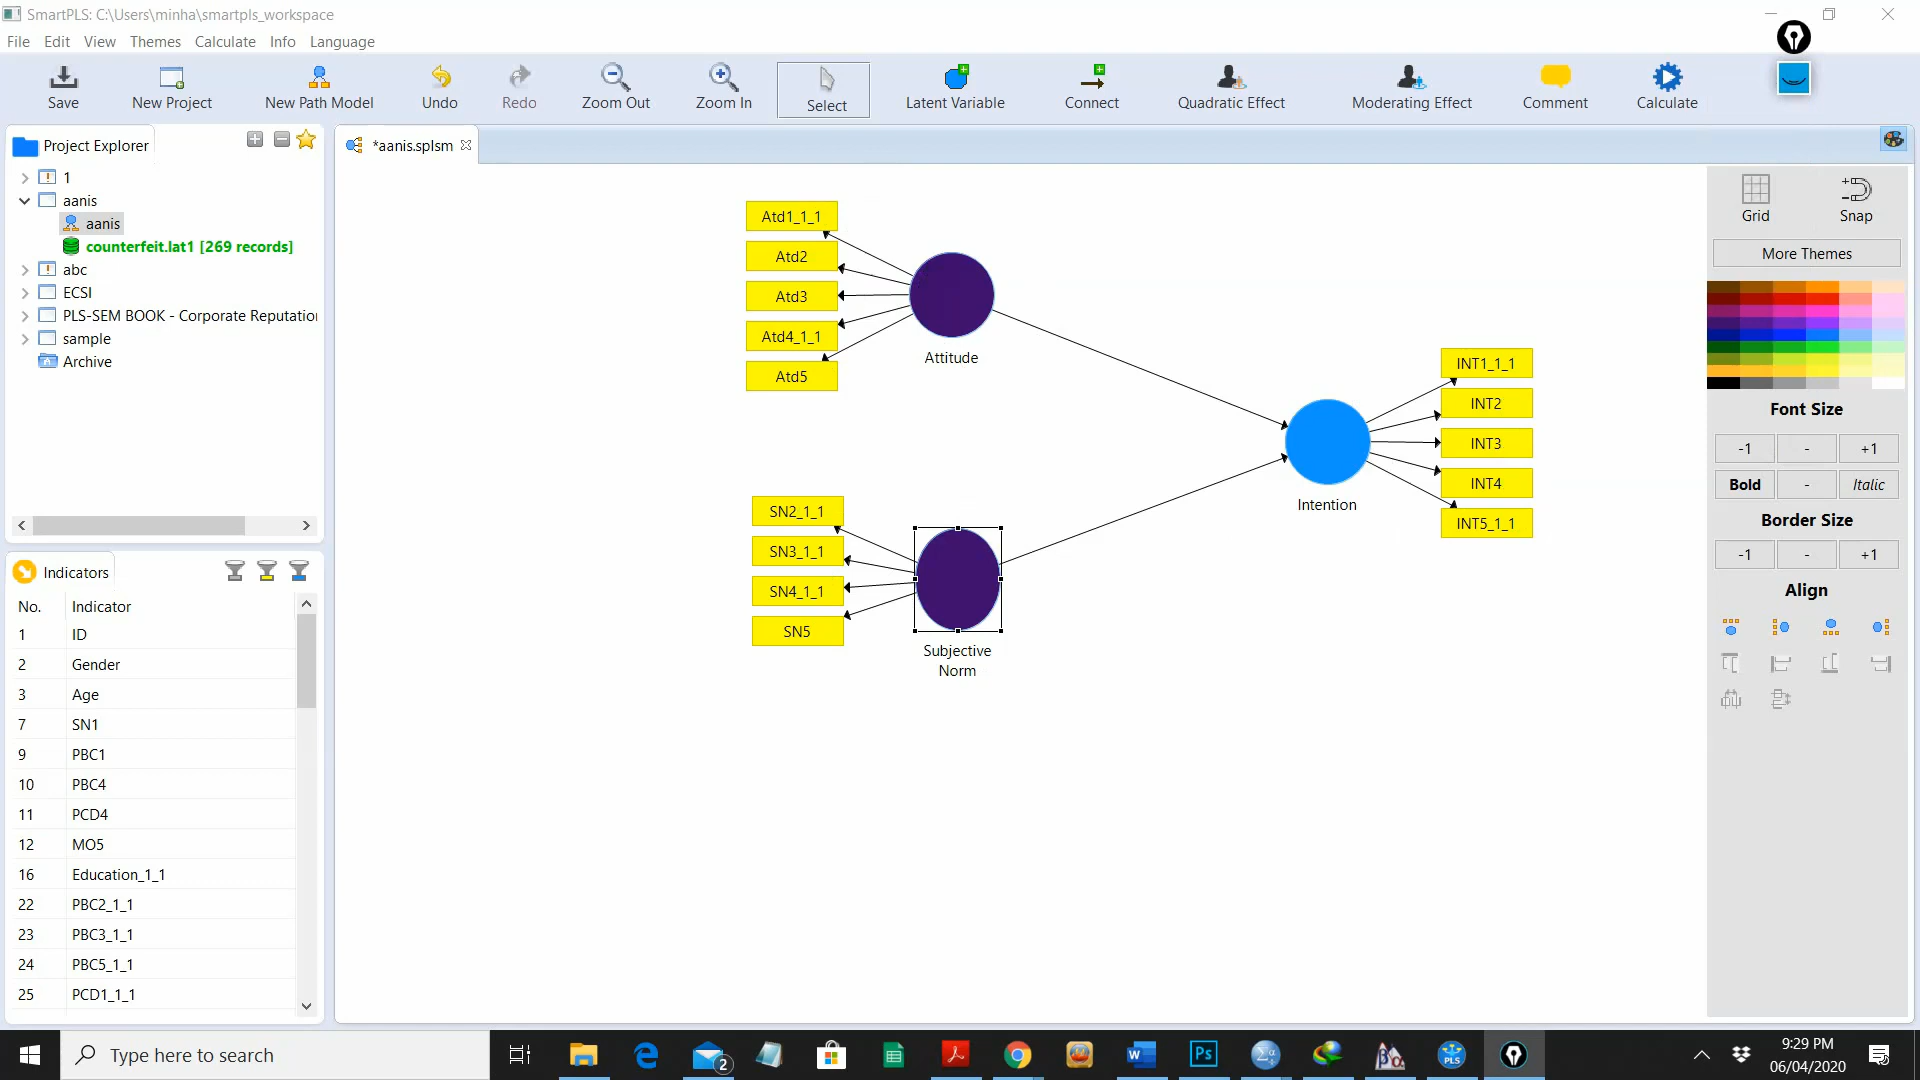 SmartPLS: C:\Users\minha\smartpls_workspace
File Edit View Themes Calculate Info Language
Save New Project New Path Model Undo Redo Zoom Out Zoom In Select Latent Variable Connect Quadratic Effect Moderating Effect Comment Calculate
Project Explorer
1
aanis
aanis
counterfeit.lat1 [269 records]
abc
ECSI
PLS-SEM BOOK - Corporate Reputation
sample
Archive
Indicators
No. Indicator
1 ID
2 Gender
3 Age
7 SN1
9 PBC1
10 PBC4
11 PCD4
12 MO5
16 Education_1_1
22 PBC2_1_1
23 PBC3_1_1
24 PBC5_1_1
25 PCD1_1_1
*aanis.splsm
Atd1_1_1
Atd2
Atd3
Atd4_1_1
Atd5
Attitude
SN2_1_1
SN3_1_1
SN4_1_1
SN5
Subjective
Norm
Intention
INT1_1_1
INT2
INT3
INT4
INT5_1_1
Grid Snap
More Themes
Font Size
-1 - +1
Bold - Italic
Border Size
-1 - +1
Align
Type here to search
2
W
Ps
PLS
9:29 PM
06/04/2020